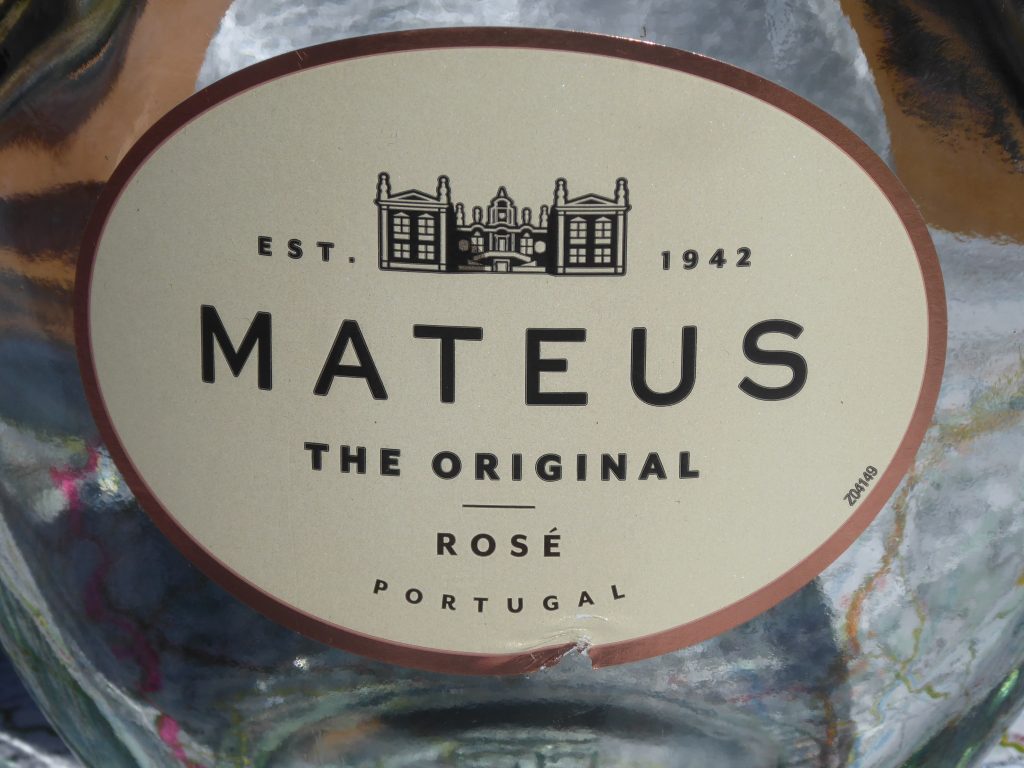 EST. 1942
MATEUS
THE ORIGINAL
ROSÉ
PORTUGAL
Z04149